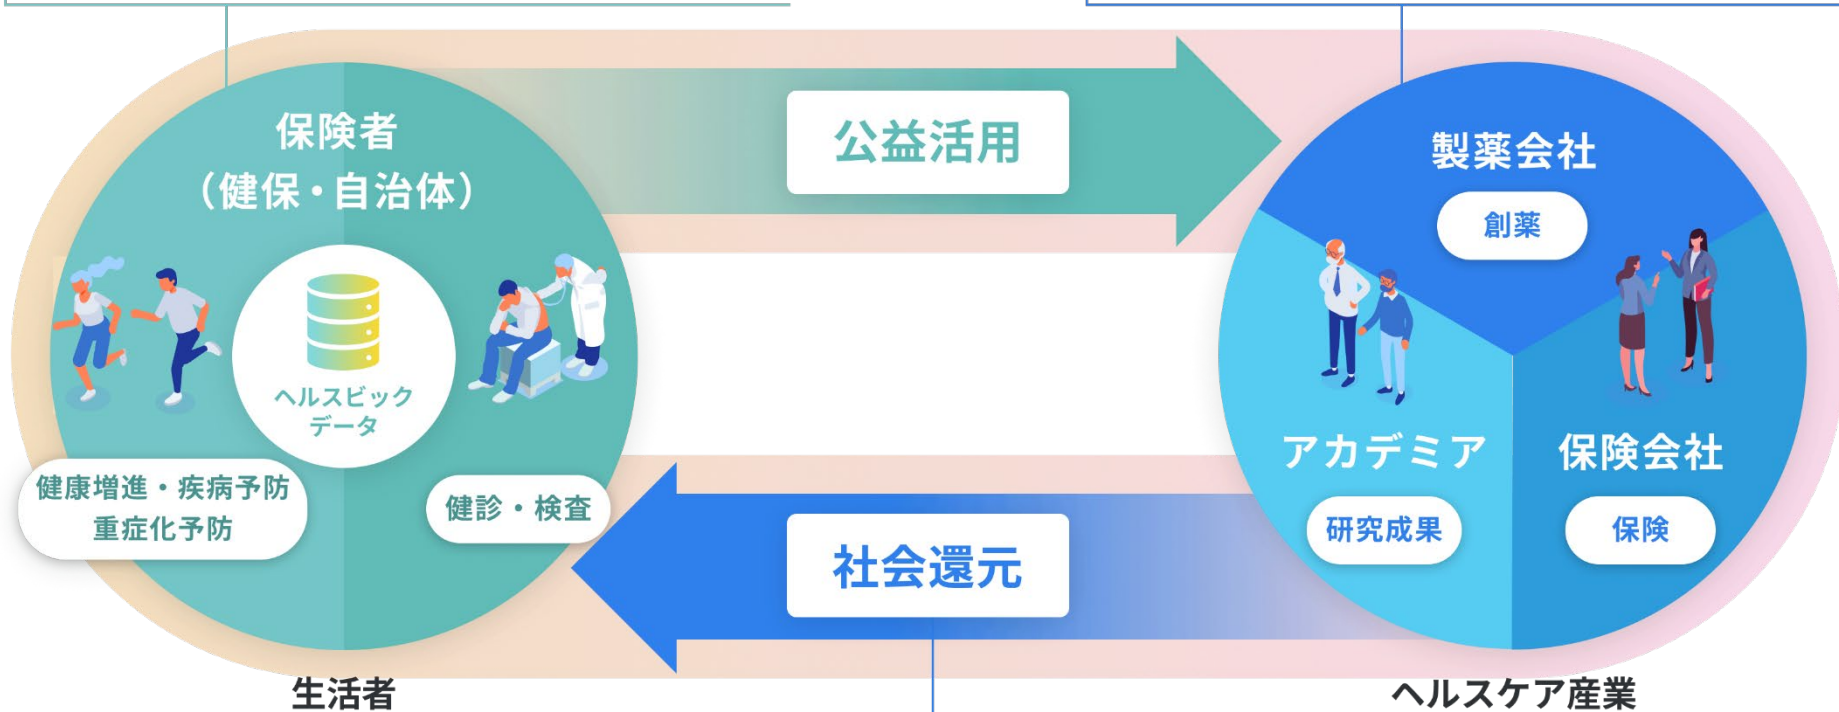 保険者
（健保・自治体）
ヘルスビック
データ
健康増進・疾病予防
重症化予防
健診・検査
生活者
公益活用
社会還元
製薬会社
創薬
アカデミア
研究成果
保険会社
保険
ヘルスケア産業